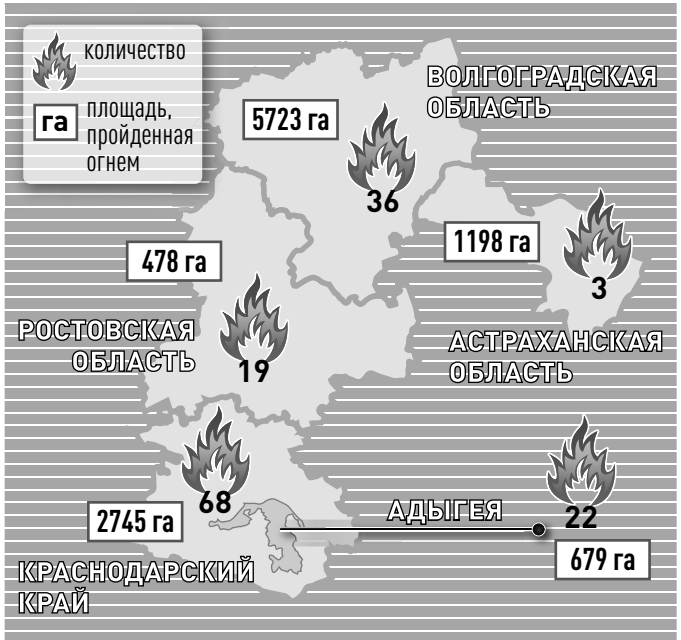 количество
га
площадь,
пройденная
огнем
ВОЛГОГРАДСКАЯ
ОБЛАСТЬ
5723 га
36
1198 га
3
АСТРАХАНСКАЯ
ОБЛАСТЬ
478 га
РОСТОВСКАЯ
ОБЛАСТЬ
19
68
2745 га
КРАСНОДАРСКИЙ
КРАЙ
АДЫГЕЯ
22
679 га